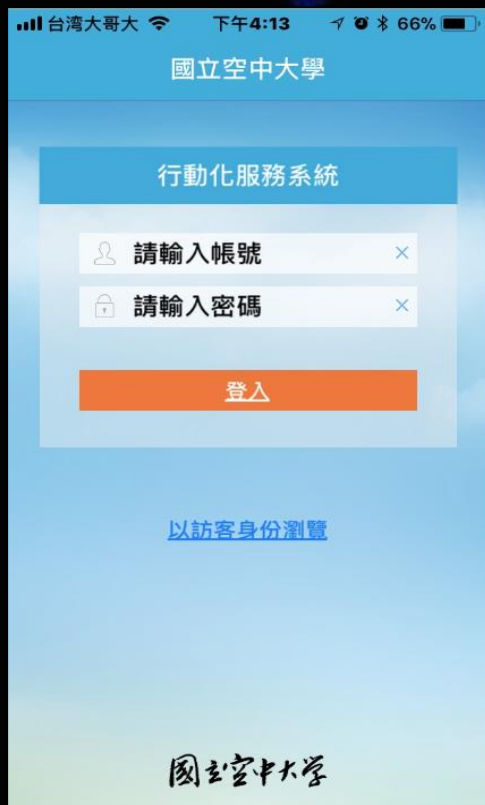 台湾大哥大 下午4:13 66%
國立空中大學
行動化服務系統
請輸入帳號
請輸入密碼
登入
以訪客身份瀏覽
國立空中大学